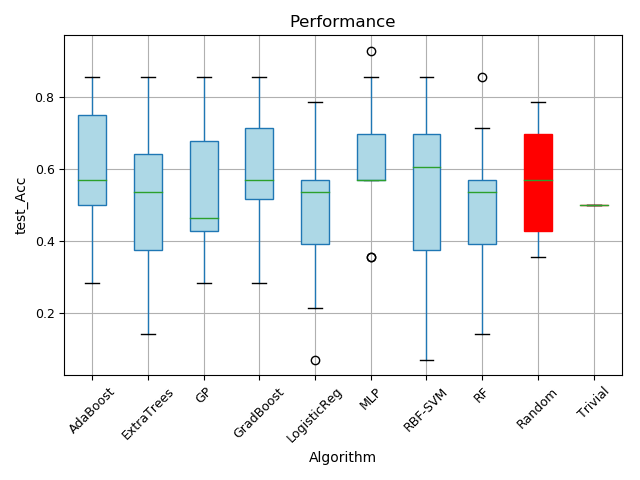 Performance
test_Acc
0.8
0.6
0.4
0.2
AdaBoost
ExtraTrees
GP
GradBoost
LogisticReg
MLP
RBF-SVM
RF
Random
Trivial
Algorithm